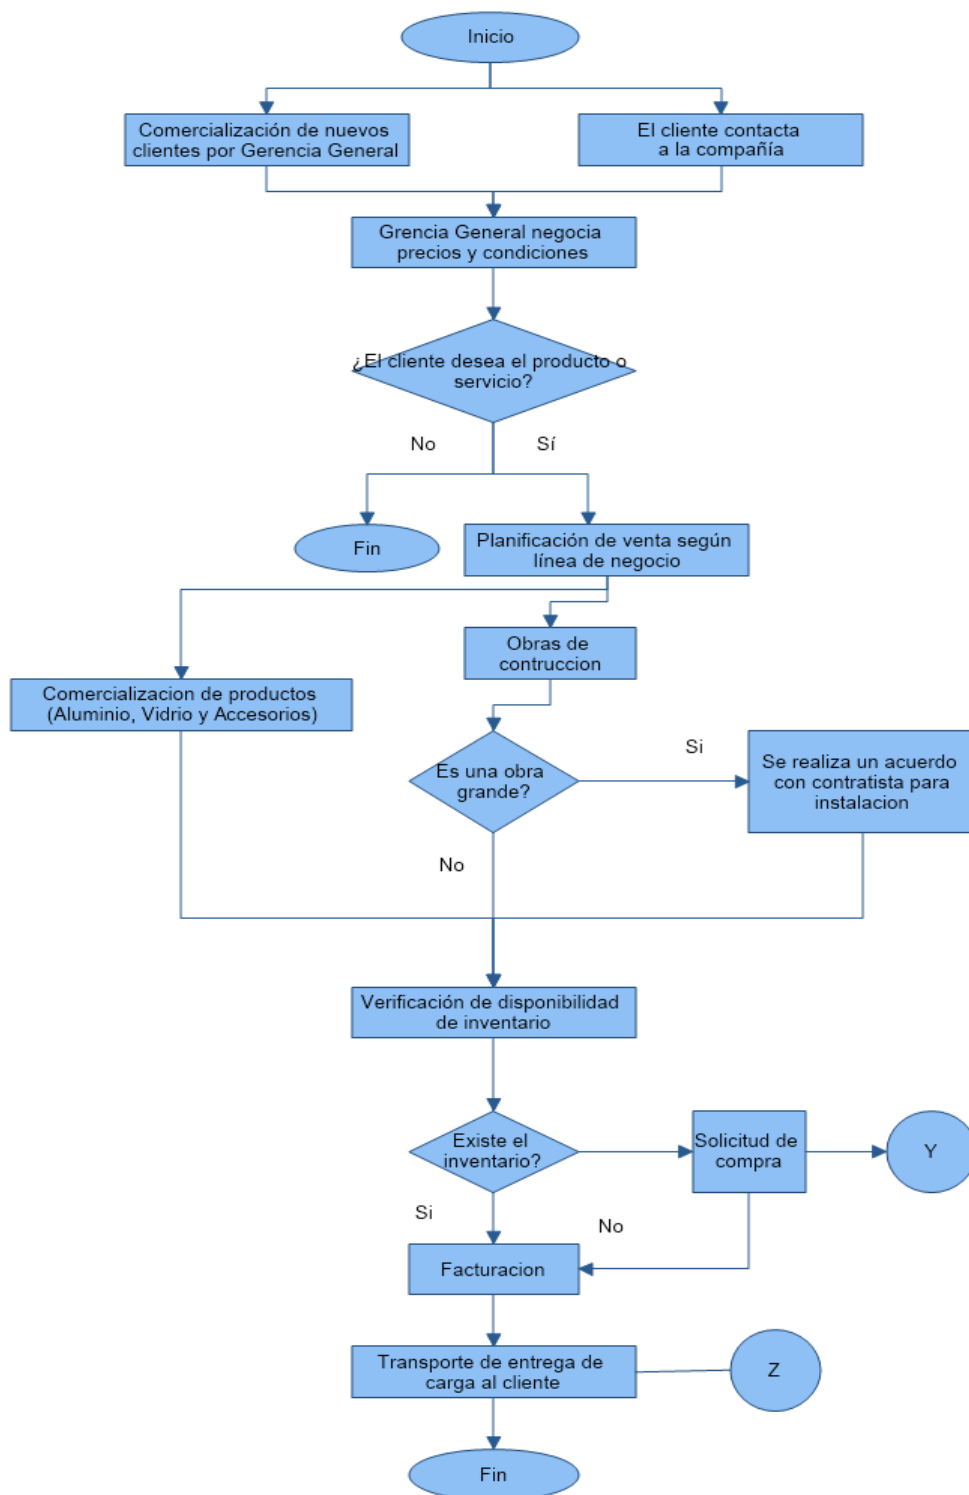 Inicio
Comercialización de nuevos
clientes por Gerencia General
El cliente contacta
a la compañía
Grencia General negocia
precios y condiciones
¿El cliente desea el producto o
servicio?
No
Sí
Fin
Planificación de venta según
línea de negocio
Obras de
contruccion
Comercializacion de productos
(Aluminio, Vidrio y Accesorios)
Es una obra
grande?
Si
Se realiza un acuerdo
con contratista para
instalacion
No
Verificación de disponibilidad
de inventario
Existe el
inventario?
Solicitud de
compra
Y
Si
No
Facturacion
Transporte de entrega de
carga al cliente
Z
Fin